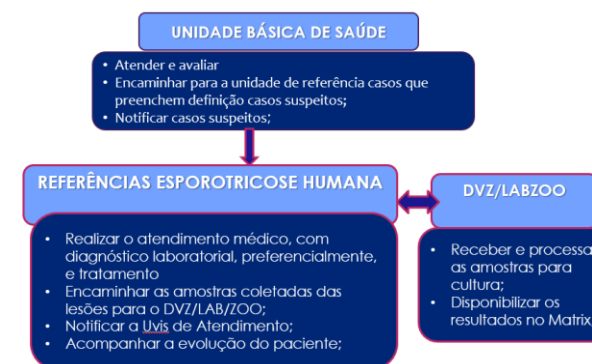 UNIDADE BÁSICA DE SAÚDE
• Atender e avaliar
• Encaminhar para a unidade de referência casos que
preenchem definição casos suspeitos;
• Notificar casos suspeitos;
REFERÊNCIAS ESPOROTRICOSE HUMANA
• Realizar o atendimento médico, com
diagnóstico laboratorial, preferencialmente,
e tratamento
• Encaminhar as amostras coletadas das
lesões para o DVZ/LAB/ZOO;
• Notificar a Uvis de Atendimento;
• Acompanhar a evolução do paciente;
DVZ/LABZOO
• Receber e processa
as amostras para
cultura;
• Disponibilizar os
resultados no Matrix